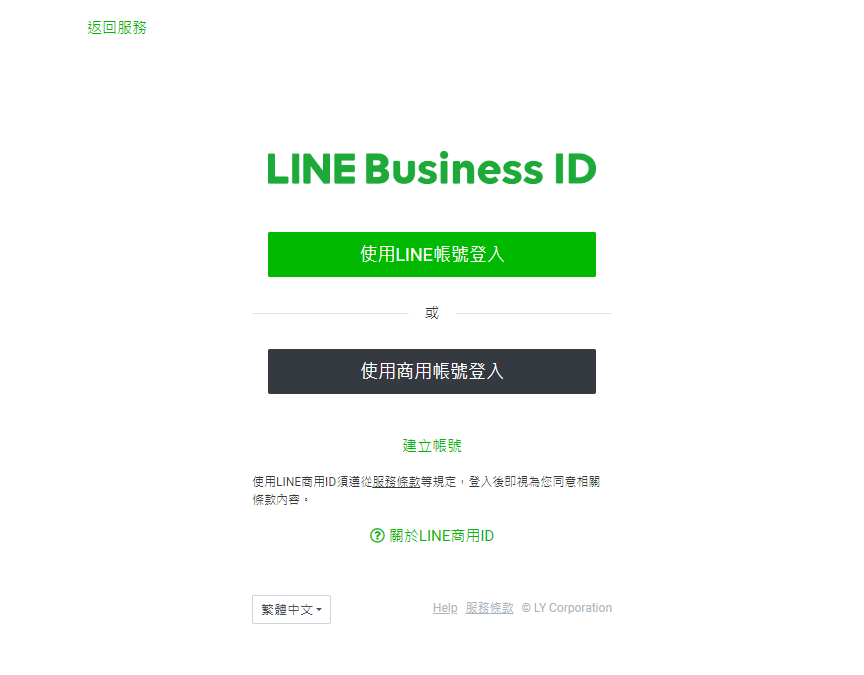 返回服務
LINE Business ID
使用LINE帳號登入
或
使用商用帳號登入
建立帳號
使用LINE商用ID須遵從服務條款等規定，登入後即視為您同意相關
條款內容。
關於LINE商用ID
繁體中文
Help 服務條款 © LY Corporation